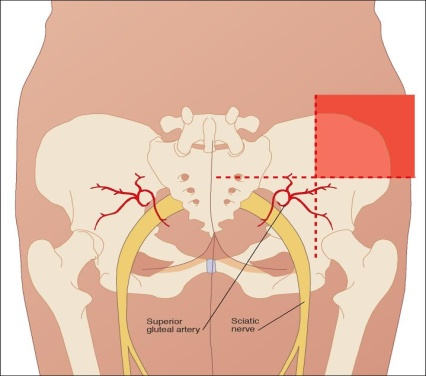 Superior
gluteal artery
Sciatic
nerve